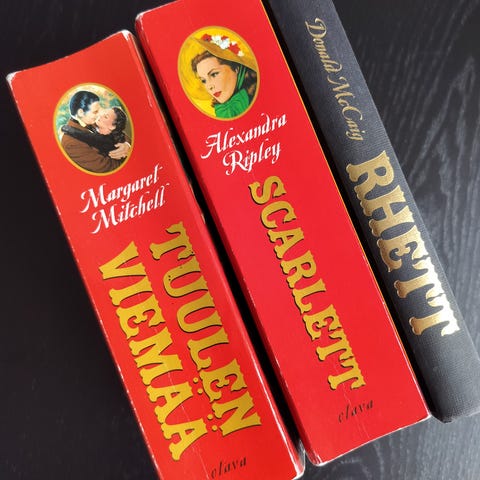 Margaret
Mitchell
TUULEN
VIEMÄÄ
otava
Alexandra
Ripley
SCARLETT
otava
Donald McCaig
RHETT